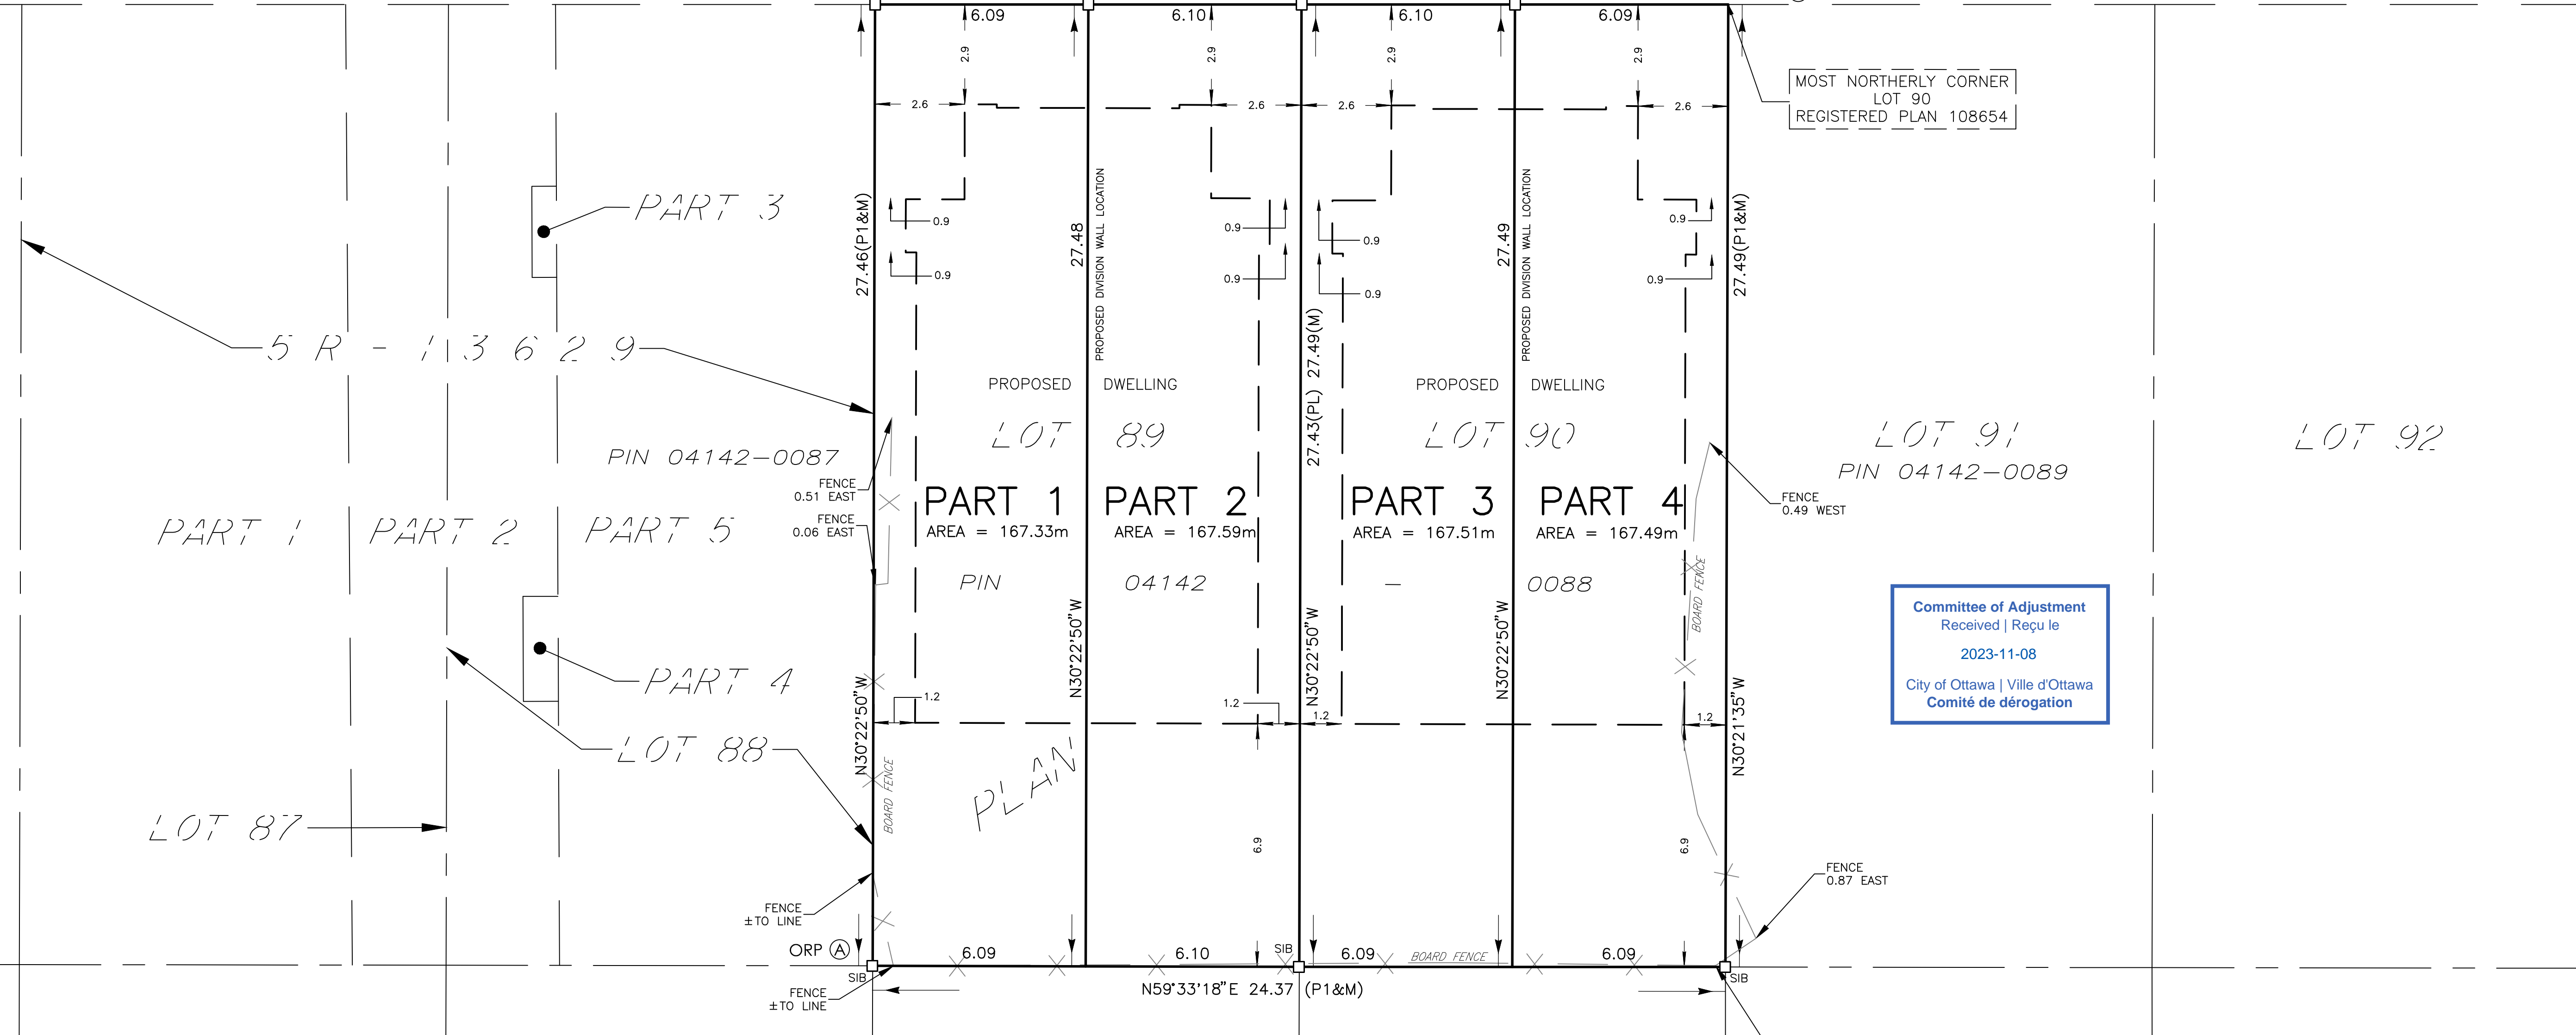 6.09
6.10
6.10
6.09
2.9
2.9
2.9
2.9
2.6
2.6
2.6
2.6
MOST NORTHERLY CORNER
LOT 90
REGISTERED PLAN 108654
PART 3
27.46(P1&M)
0.9
0.9
27.48
PROPOSED DIVISION WALL LOCATION
0.9
0.9
0.9
0.9
27.49
PROPOSED DIVISION WALL LOCATION
0.9
0.9
27.49(P1&M)
5R-13629
27.43(PL) 27.49(M)
PROPOSED DWELLING
PROPOSED DWELLING
LOT 89
LOT 90
LOT 91
LOT 92
PIN 04142-0087
PIN 04142-0089
FENCE
0.51 EAST
FENCE
0.06 EAST
PART 1
AREA = 167.33m
PART 2
AREA = 167.59m
PART 3
AREA = 167.51m
PART 4
AREA = 167.49m
FENCE
0.49 WEST
PART 1
PART 2
PART 5
PIN 04142 - 0088
BOARD FENCE
Committee of Adjustment
Received | Reçu le
2023-11-08
City of Ottawa | Ville d'Ottawa
Comité de dérogation
N30°22'50"W
N30°22'50"W
N30°22'50"W
N30°22'50"W
N30°21'35"W
PART 4
1.2
1.2
1.2
1.2
LOT 88
PLAN
BOARD FENCE
LOT 87
6.9
6.9
FENCE
0.87 EAST
FENCE
±TO LINE
ORP A
6.09
6.10
SIB
6.09
BOARD FENCE
6.09
SIB
SIB
FENCE
±TO LINE
N59°33'18"E 24.37 (P1&M)